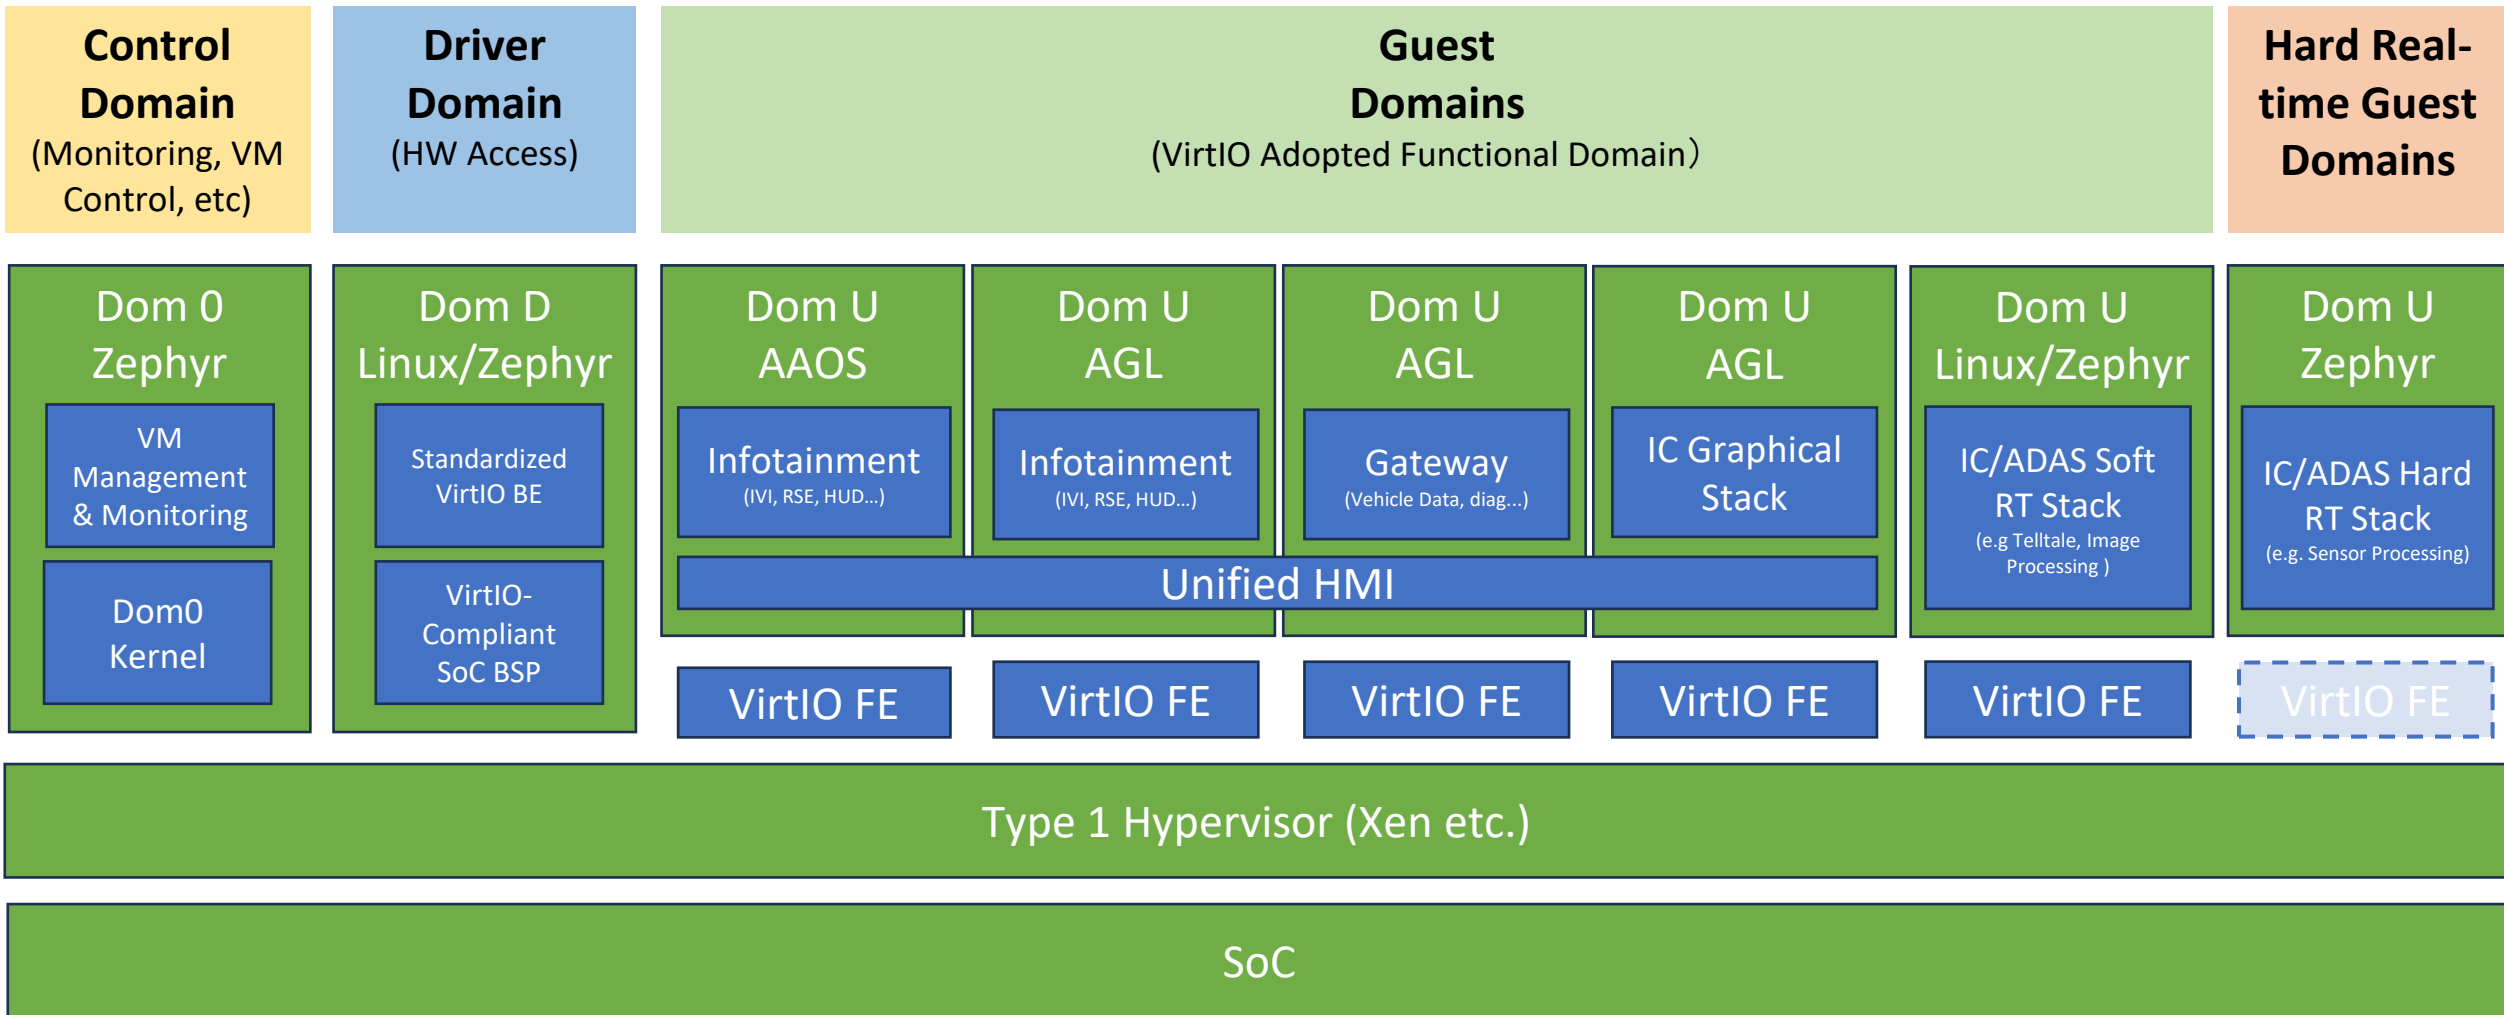 Control
Domain
(Monitoring, VM
Control, etc)
Driver
Domain
(HW Access)
Guest
Domains
(VirtIO Adopted Functional Domain）
Hard Real-
time Guest
Domains
Dom 0
Zephyr
VM
Management
& Monitoring
Dom0
Kernel
Dom D
Linux/Zephyr
Standardized
VirtIO BE
VirtIO-
Compliant
SoC BSP
Dom U
AAOS
Infotainment
(IVI, RSE, HUD...)
Dom U
AGL
Infotainment
(IVI, RSE, HUD...)
Dom U
AGL
Gateway
(Vehicle Data, diag...)
Dom U
AGL
IC Graphical
Stack
Unified HMI
Dom U
Linux/Zephyr
IC/ADAS Soft
RT Stack
(e.g Telltale, Image
Processing )
Dom U
Zephyr
IC/ADAS Hard
RT Stack
(e.g. Sensor Processing)
VirtIO FE
VirtIO FE
VirtIO FE
VirtIO FE
VirtIO FE
VirtIO FE
Type 1 Hypervisor (Xen etc.)
SoC